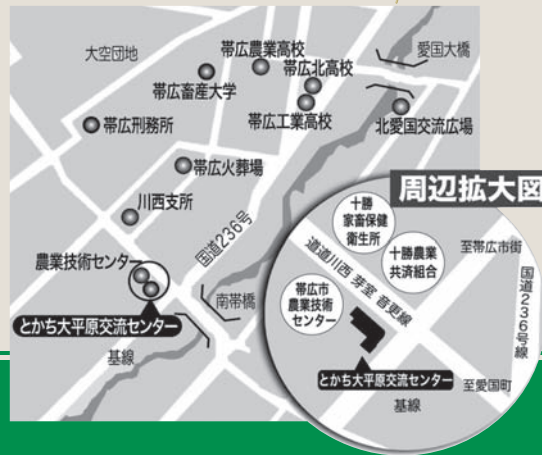 大空団地
帯広農業高校
愛国大橋
帯広北高校
帯広畜産大学
帯広工業高校
北愛国交流広場
帯広刑務所
帯広火葬場
川西支所
国道236号
農業技術センター
南帯橋
とかち大平原交流センター
基線
周辺拡大図
十勝
家畜保健
衛生所
十勝農業
共済組合
至帯広市街
道道川西 芽室 音更線
国道236号線
帯広市
農業技術
センター
とかち大平原交流センター
至愛国町
基線